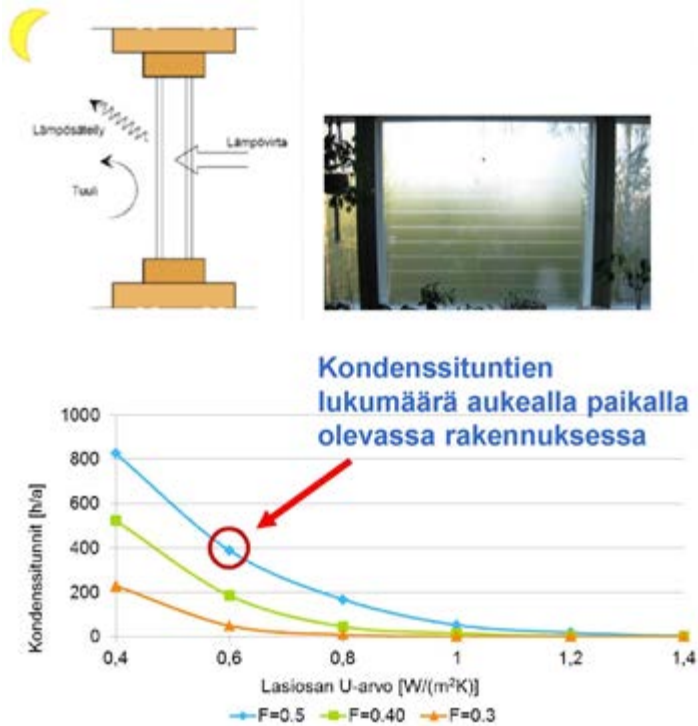 Lämpösäteily
Lämpövirta
Tuuli
Kondenssituntien
lukumäärä aukealla paikalla
olevassa rakennuksessa
Kondenssitunnit [h/a]
1000
800
600
400
200
0
0,4 0,6 0,8 1 1,2 1,4
Lasiosan U-arvo [W/(m²K)]
F=0.5 F=0.40 F=0.3